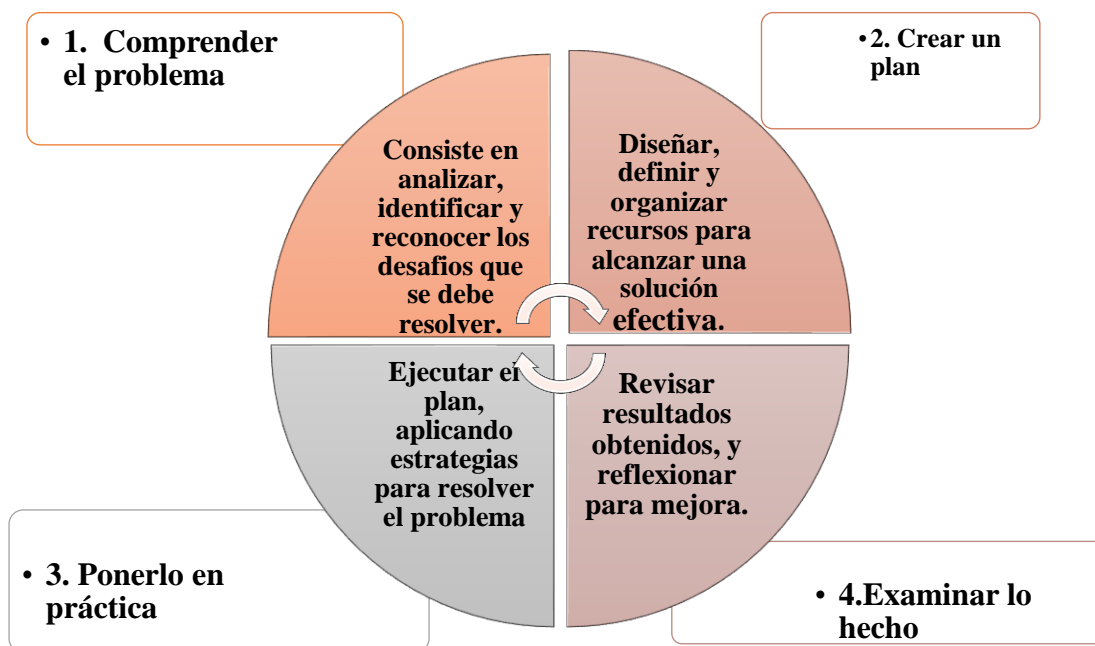 • 1. Comprender
el problema
• 2. Crear un
plan
Consiste en
analizar,
identificar y
reconocer los
desafios que
se debe
resolver.
Diseñar,
definir y
organizar
recursos para
alcanzar una
solución
efectiva.
Ejecutar el
plan,
aplicando
estrategias
para resolver
el problema
Revisar
resultados
obtenidos, y
reflexionar
para mejora.
• 3. Ponerlo en
práctica
• 4.Examinar lo
hecho